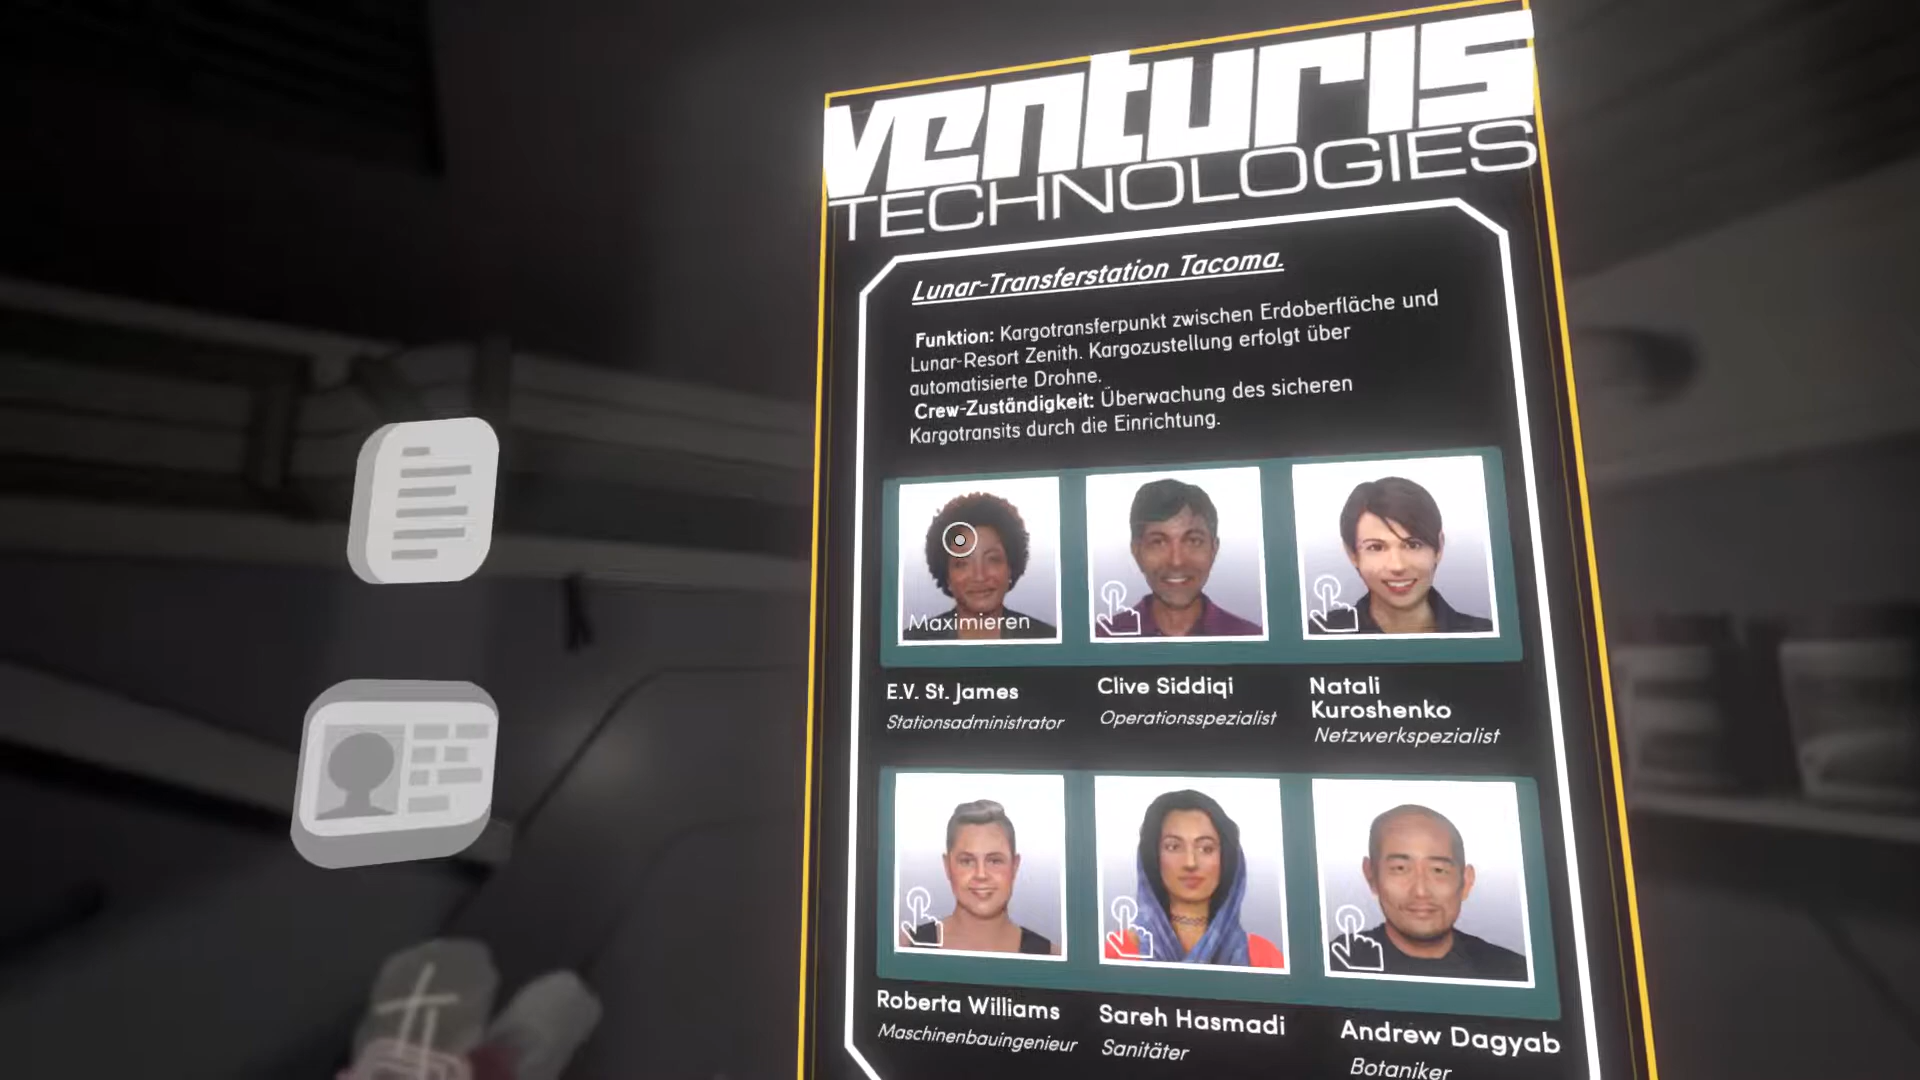 venturis
TECHNOLOGIES
Lunar-Transferstation Tacoma.
Funktion: Kargotransferpunkt zwischen Erdoberfläche und
Lunar-Resort Zenith. Kargozustellung erfolgt über
automatisierte Drohne.
Crew-Zuständigkeit: Überwachung des sicheren
Kargotransits durch die Einrichtung.
Maximieren
E.V. St. James
Stationsadministrator
Clive Siddiqi
Operationsspezialist
Natali
Kuroshenko
Netzwerkspezialist
Roberta Williams
Maschinenbauingenieur
Sareh Hasmadi
Sanitäter
Andrew Dagyab
Botaniker